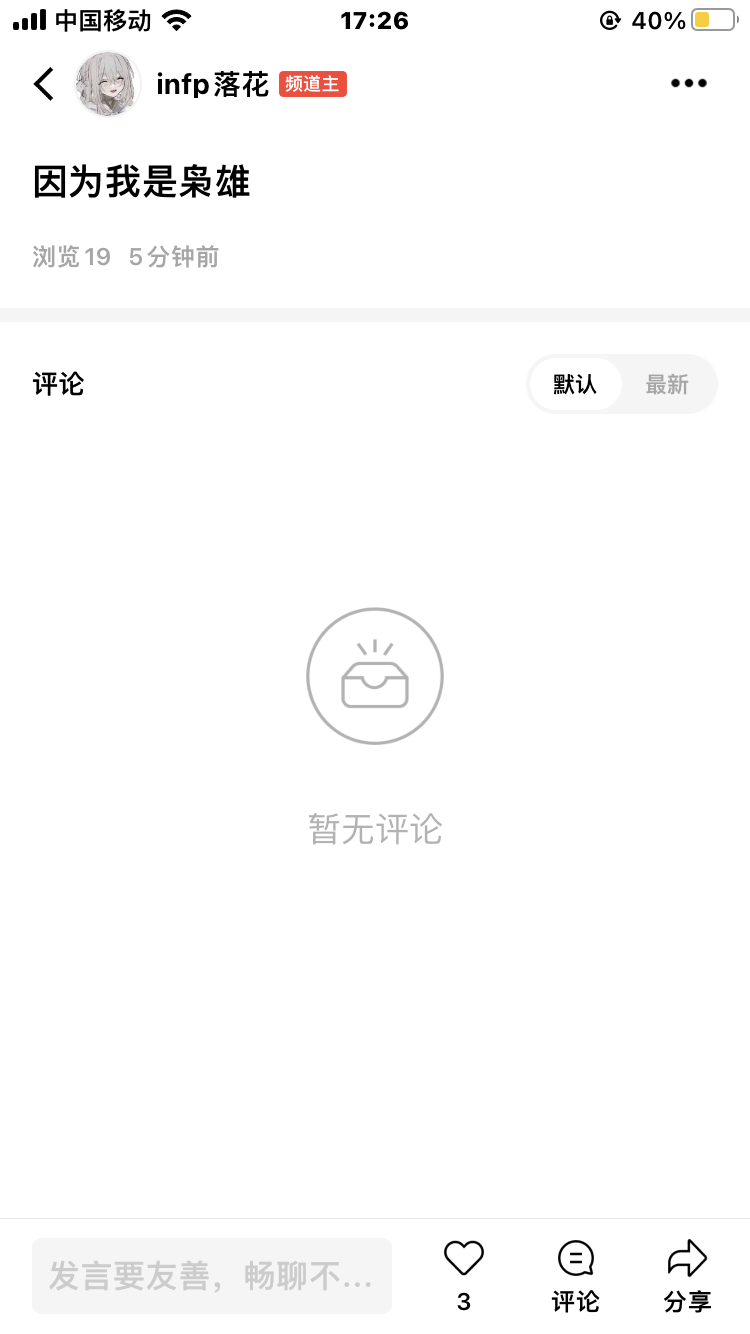 中国移动 17:26 40%
infp落花 频道主
因为我是枭雄
浏览19 5分钟前
评论 默认 最新
暂无评论
发言要友善，畅聊不... 3 评论 分享